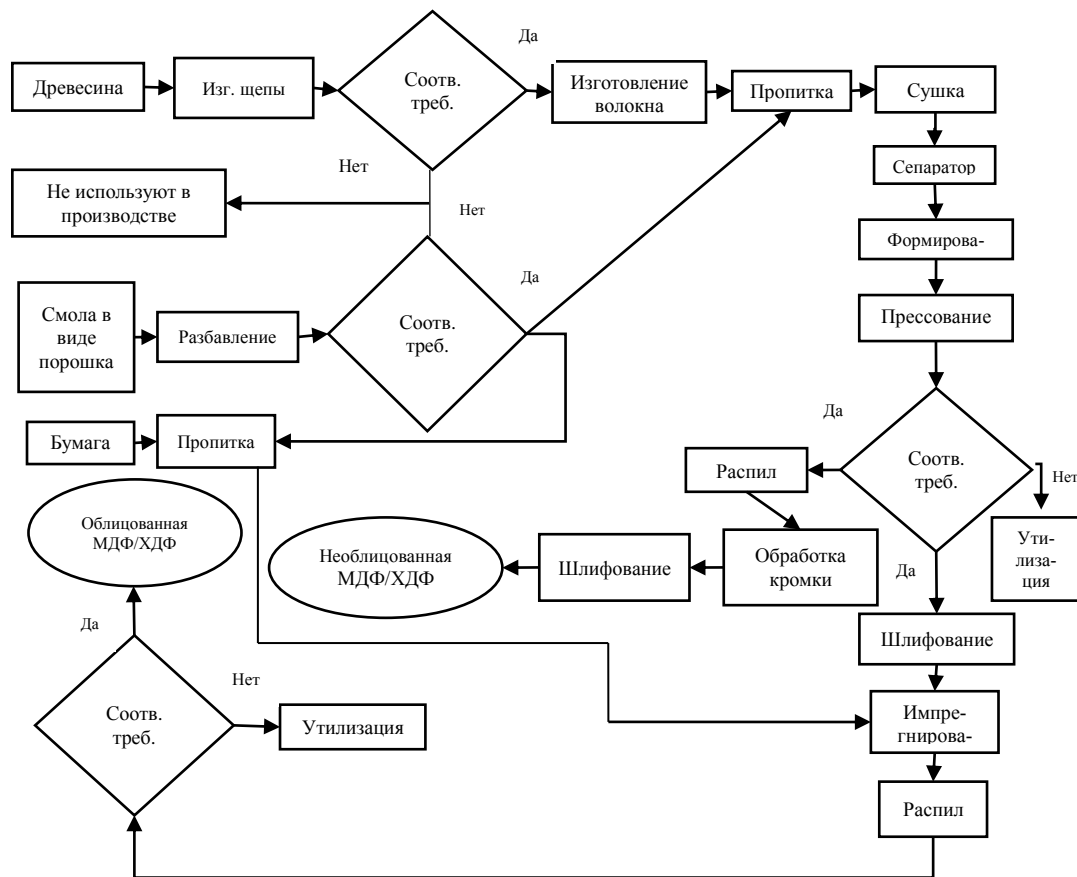 Да
Соотв.
треб.
Древесина
Изг. щепы
Изготовление
волокна
Пропитка
Сушка
Нет
Сепаратор
Не используют в
производстве
Нет
Формирова-
Да
Смола в
виде
порошка
Разбавление
Соотв.
треб.
Прессование
Да
Бумага
Пропитка
Распил
Соотв.
треб.
Нет
Облицованная
МДФ/ХДФ
Необлицованная
МДФ/ХДФ
Шлифование
Обработка
кромки
Ути-
лиза-
ция
Да
Да
Шлифование
Нет
Соотв.
треб.
Утилизация
Импре-
гнирова-
Распил